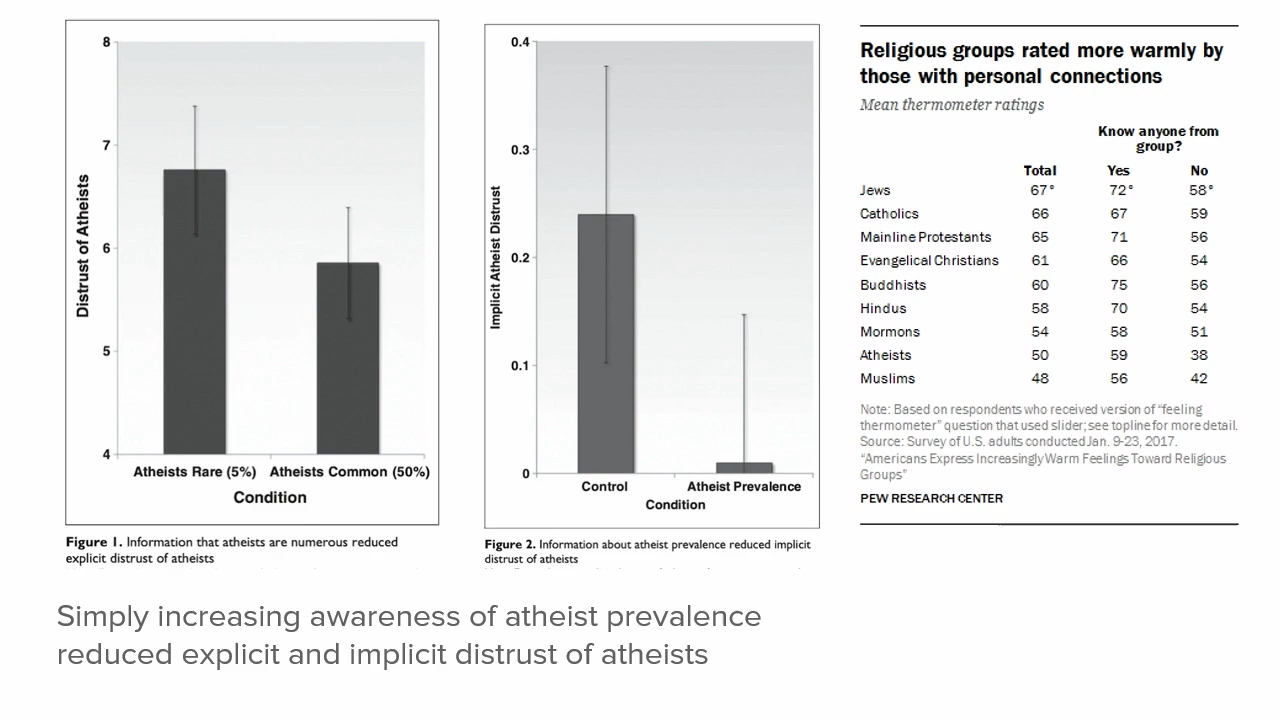 8
7
6
5
4
Distrust of Atheists
Atheists Rare (5%) Atheists Common (50%)
Condition
Figure 1. Information that atheists are numerous reduced
explicit distrust of atheists
0.4
0.3
0.2
0.1
0
Implicit Atheist Distrust
Control Atheist Prevalence
Condition
Figure 2. Information about atheist prevalence reduced implicit
distrust of atheists
Religious groups rated more warmly by
those with personal connections
Mean thermometer ratings
Know anyone from
group?
Total Yes No
Jews 67° 72° 58°
Catholics 66 67 59
Mainline Protestants 65 71 56
Evangelical Christians 61 66 54
Buddhists 60 75 56
Hindus 58 70 54
Mormons 54 58 51
Atheists 50 59 38
Muslims 48 56 42
Note: Based on respondents who received version of “feeling
thermometer” question that used slider; see topline for more detail.
Source: Survey of U.S. adults conducted Jan. 9-23, 2017.
“Americans Express Increasingly Warm Feelings Toward Religious
Groups”
PEW RESEARCH CENTER
Simply increasing awareness of atheist prevalence
reduced explicit and implicit distrust of atheists